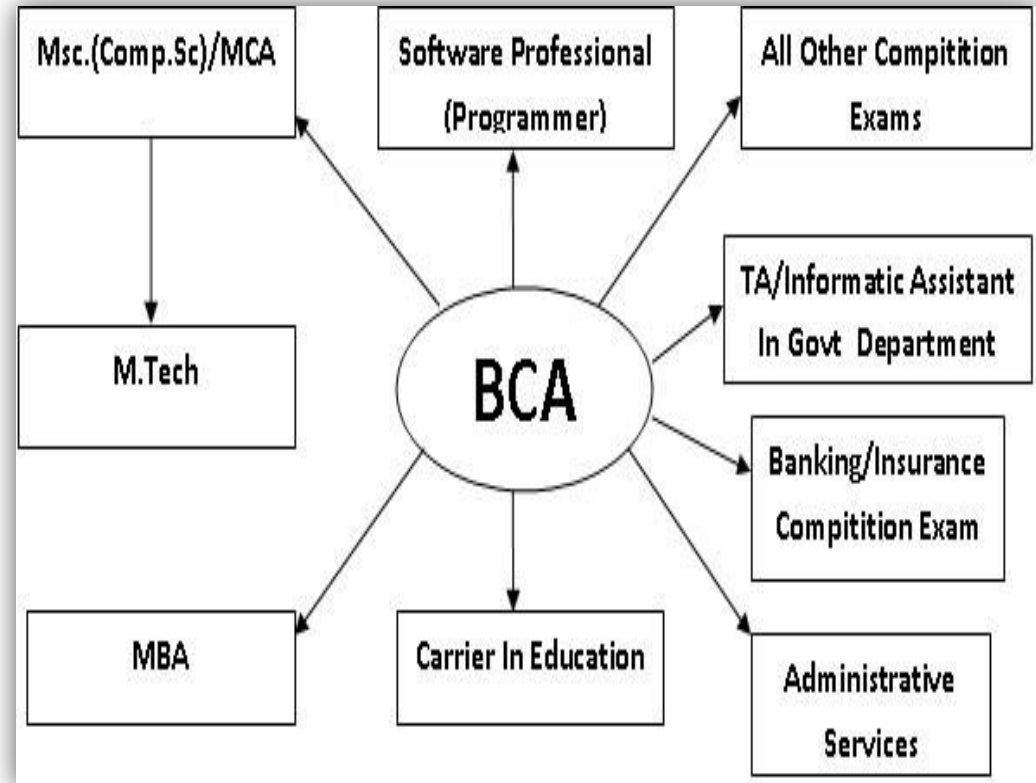 Msc.(Comp.Sc)/MCA
Software Professional
(Programmer)
All Other Compitition
Exams
TA/Informatic Assistant
In Govt Department
M.Tech
BCA
Banking/Insurance
Compitition Exam
MBA
Carrier In Education
Administrative
Services